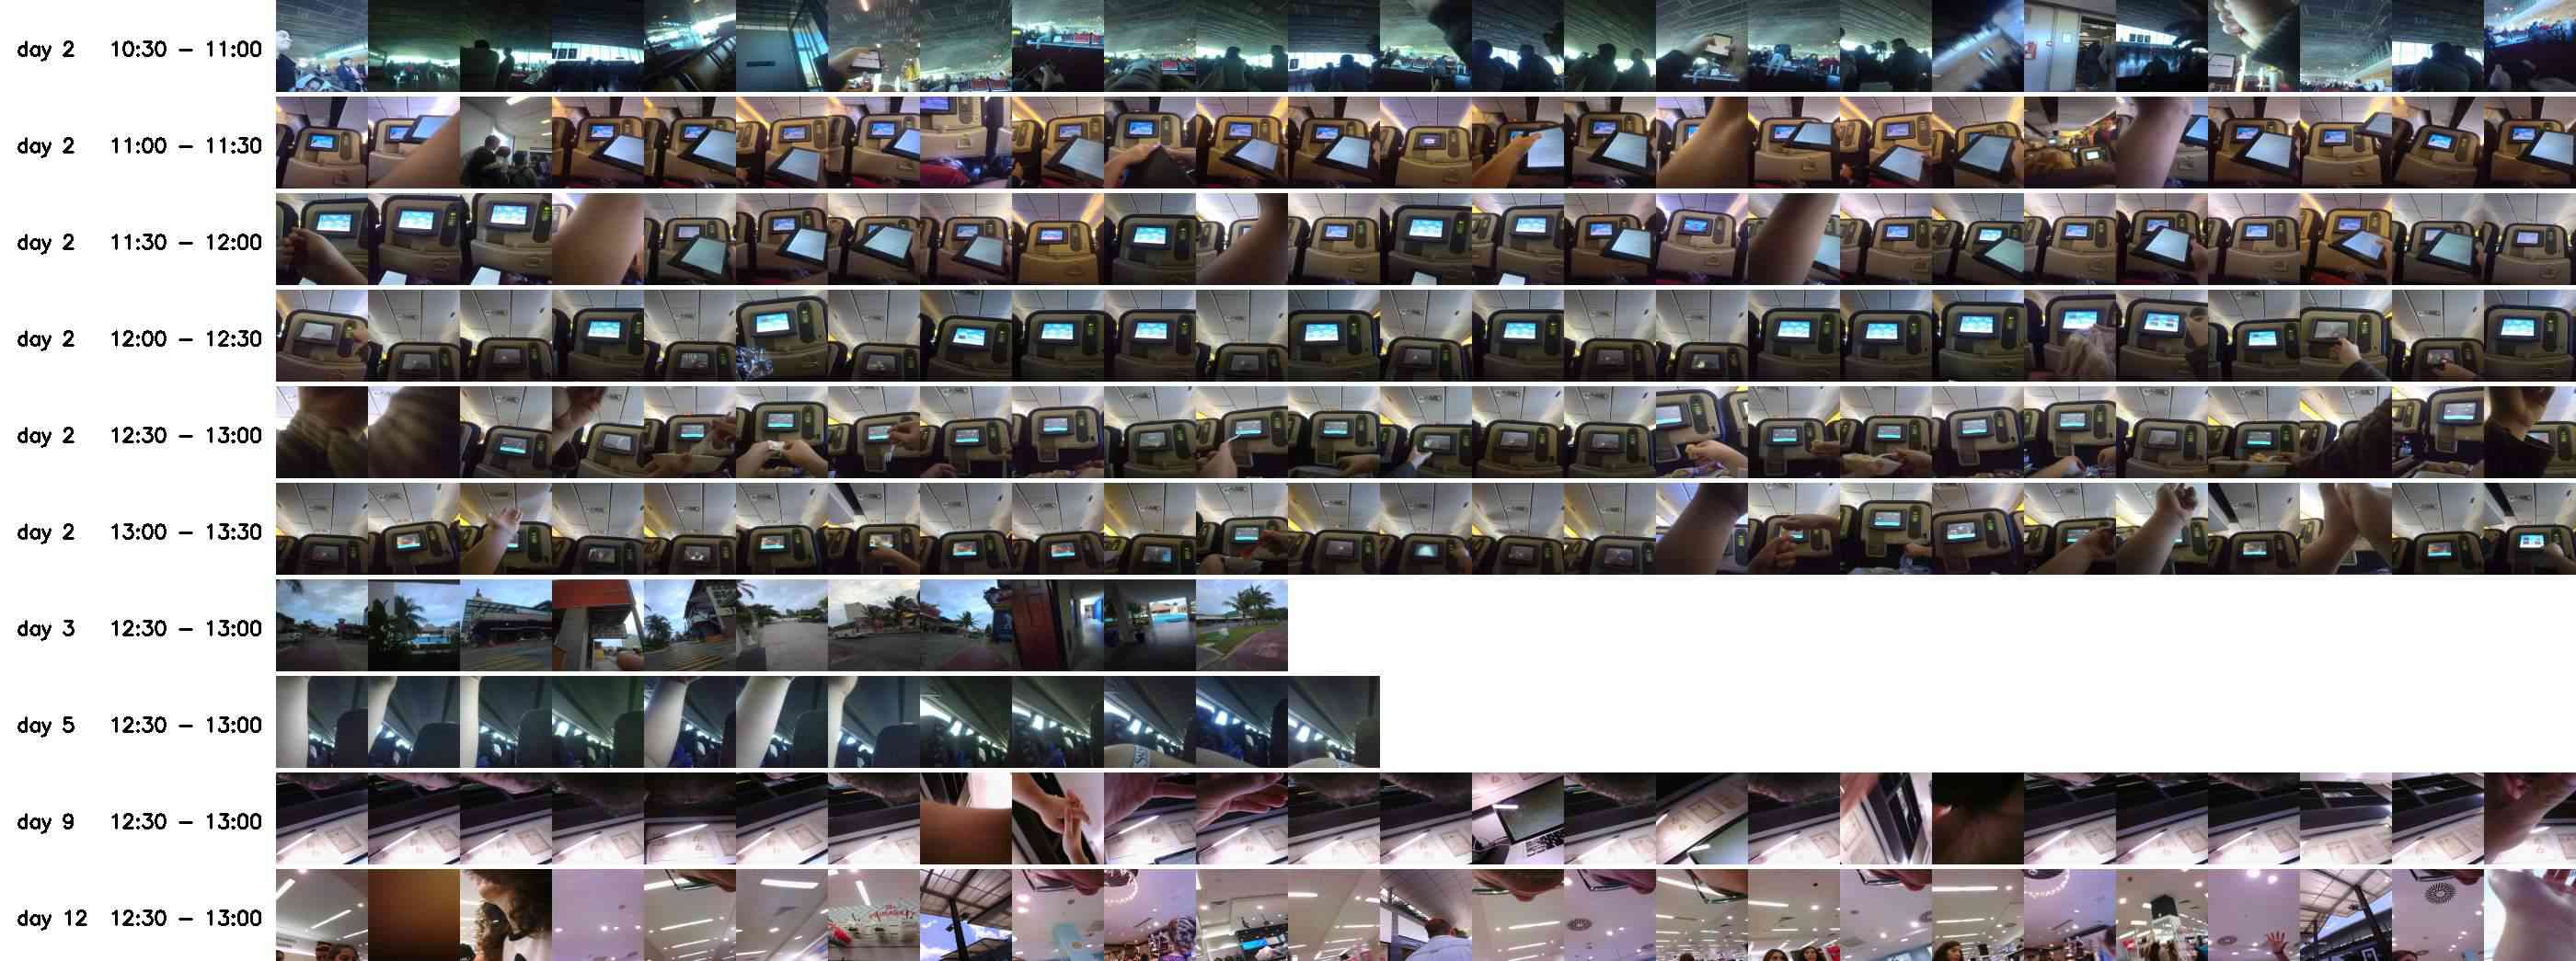 day 2 10:30 - 11:00
day 2 11:00 - 11:30
day 2 11:30 - 12:00
day 2 12:00 - 12:30
day 2 12:30 - 13:00
day 2 13:00 - 13:30
day 3 12:30 - 13:00
day 5 12:30 - 13:00
day 9 12:30 - 13:00
day 12 12:30 - 13:00